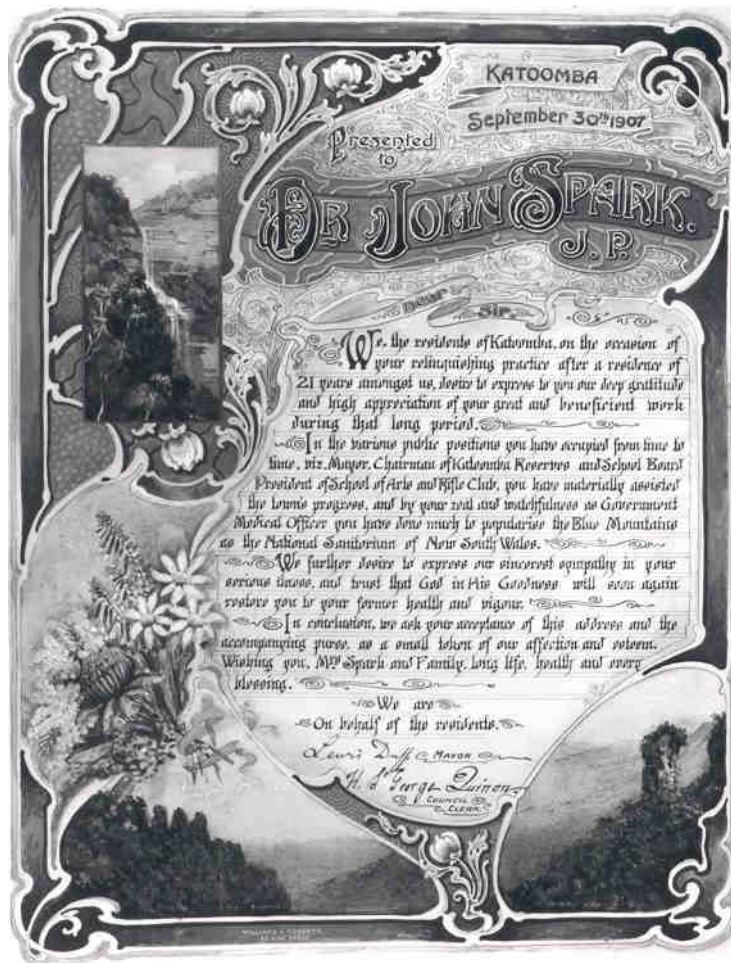 KATOOMBA
September 30th 1907
Presented
to
DR JOHN SPARK.
J.P.
Dear Sir,
We, the residents of Katoomba, on the occasion of
your relinquishing practice after a residence of
21 years amongst us, desire to express to you our deep gratitude
and high appreciation of your great and beneficient work
during that long period.
In the various public positions you have occupied from time to
time, viz. Mayor, Chairman of Katoomba Reserves and School Board
President of School of Arts and Rifle Club, you have materially assisted
the town's progress, and by your zeal and watchfulness as Government
Medical Officer you have done much to popularise the Blue Mountains
as the National Sanitorium of New South Wales.
We further desire to express our sincerest sympathy in your
serious illness, and trust that God in His Goodness will soon again
restore you to your former health and vigour.
In conclusion, we ask your acceptance of this address and the
accompanying purse, as a small token of our affection and esteem.
Wishing you, Mrs Spark and Family, long life, health and every
blessing.
We are
On behalf of the residents.
Lewis Duff MAYOR
W. St George Quinon
COUNCIL
CLERK.